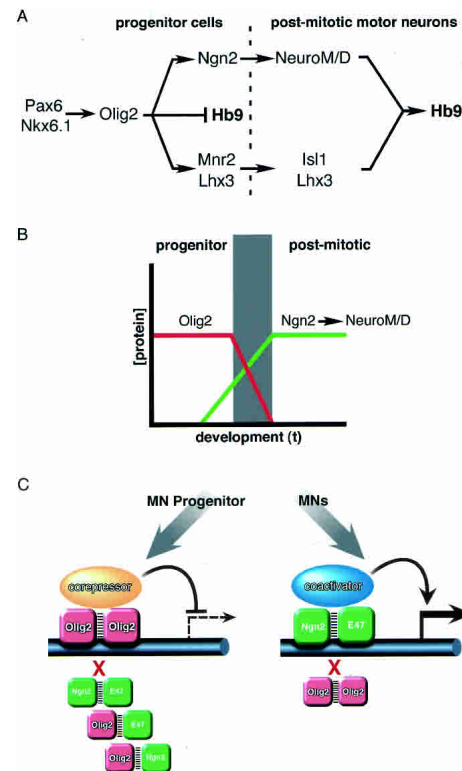 A
progenitor cells
post-mitotic motor neurons
Ngn2
NeuroM/D
Pax6
Nkx6.1
Olig2
Hb9
Hb9
Mnr2
Lhx3
Isl1
Lhx3
B
progenitor
post-mitotic
Olig2
Ngn2
NeuroM/D
[protein]
development (t)
C
MN Progenitor
MNs
corepressor
coactivator
Olig2
Olig2
Ngn2
E47
X
X
Ngn2
E47
Olig2
Olig2
Olig2
E47
Olig2
Ngn2